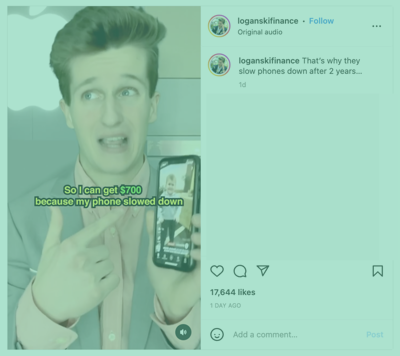 loganskifinance • Follow
Original audio
loganskifinance That's why they
slow phones down after 2 years...
1d
So I can get $700
because my phone slowed down
17,644 likes
1 DAY AGO
Add a comment... Post